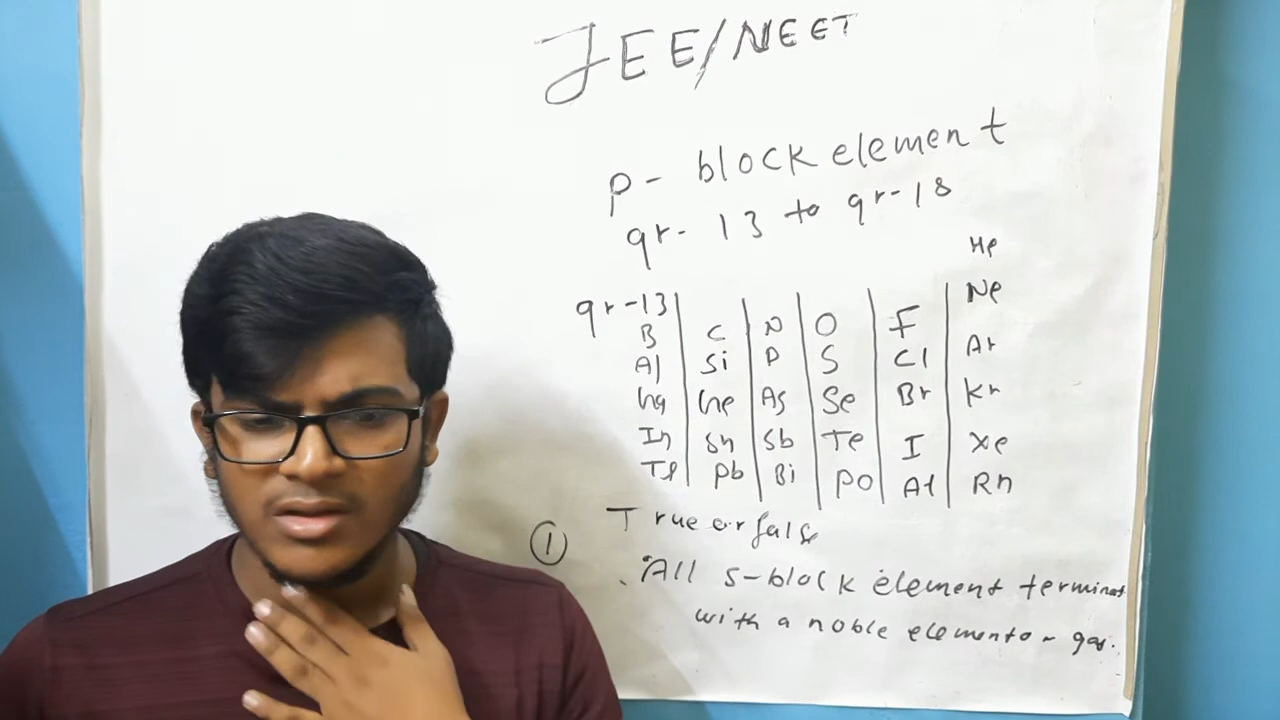 JEE/NEET
p- block element
gr- 13 to gr-18
He
gr-13 Ne
B C N O F
Al Si P S Cl Ar
Ga Ge As Se Br Kr
In Sn Sb Te I Xe
Tl Pb Bi Po At Rn
① True or false
. All s-block element terminat
with a noble element or gas.